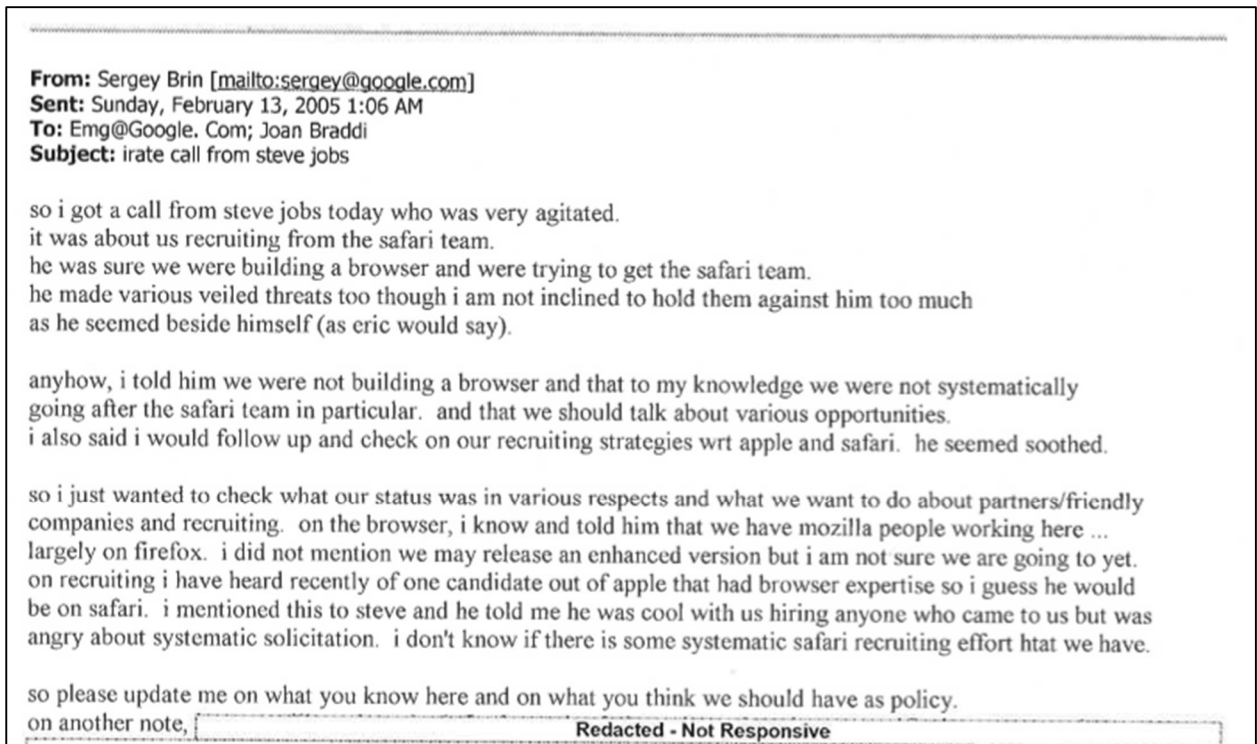 From: Sergey Brin [mailto:sergey@google.com]
Sent: Sunday, February 13, 2005 1:06 AM
To: Emg@Google. Com; Joan Braddi
Subject: irate call from steve jobs
so i got a call from steve jobs today who was very agitated.
it was about us recruiting from the safari team.
he was sure we were building a browser and were trying to get the safari team.
he made various veiled threats too though i am not inclined to hold them against him too much
as he seemed beside himself (as eric would say).
anyhow, i told him we were not building a browser and that to my knowledge we were not systematically
going after the safari team in particular.  and that we should talk about various opportunities.
i also said i would follow up and check on our recruiting strategies wrt apple and safari.  he seemed soothed.
so i just wanted to check what our status was in various respects and what we want to do about partners/friendly
companies and recruiting.  on the browser, i know and told him that we have mozilla people working here ...
largely on firefox.  i did not mention we may release an enhanced version but i am not sure we are going to yet.
on recruiting i have heard recently of one candidate out of apple that had browser expertise so i guess he would
be on safari.  i mentioned this to steve and he told me he was cool with us hiring anyone who came to us but was
angry about systematic solicitation.  i don't know if there is some systematic safari recruiting effort htat we have.
so please update me on what you know here and on what you think we should have as policy.
on another note, Redacted - Not Responsive